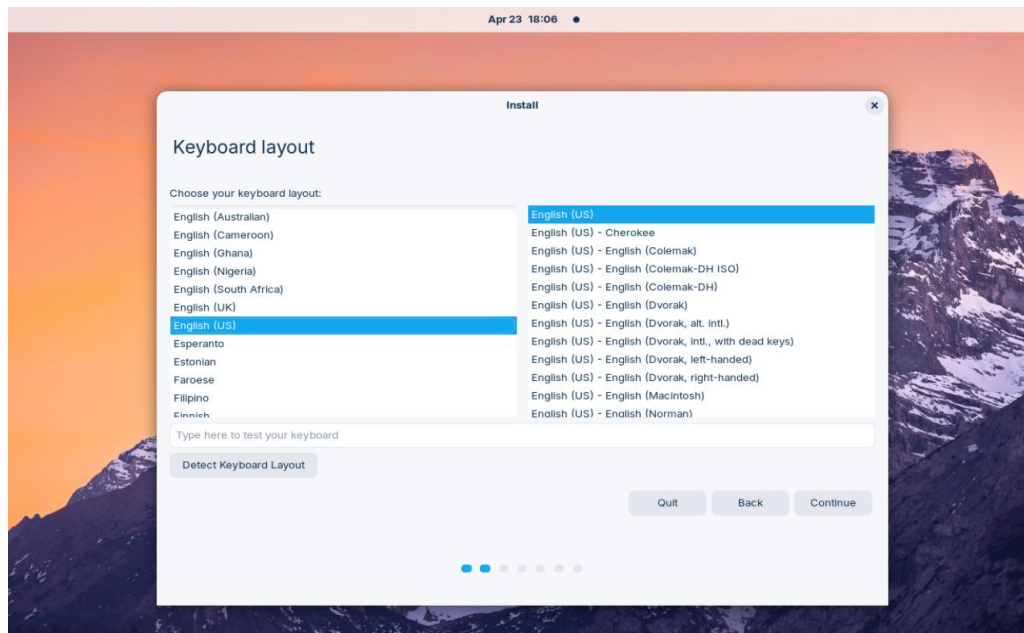 Apr 23 18:06
Install
Keyboard layout
Choose your keyboard layout:
English (Australian)
English (Cameroon)
English (Ghana)
English (Nigeria)
English (South Africa)
English (UK)
English (US)
Esperanto
Estonian
Faroese
Filipino
Finnish
English (US)
English (US) - Cherokee
English (US) - English (Colemak)
English (US) - English (Colemak-DH ISO)
English (US) - English (Colemak-DH)
English (US) - English (Dvorak)
English (US) - English (Dvorak, alt. intl.)
English (US) - English (Dvorak, intl., with dead keys)
English (US) - English (Dvorak, left-handed)
English (US) - English (Dvorak, right-handed)
English (US) - English (Macintosh)
English (US) - English (Norman)
Type here to test your keyboard
Detect Keyboard Layout
Quit Back Continue